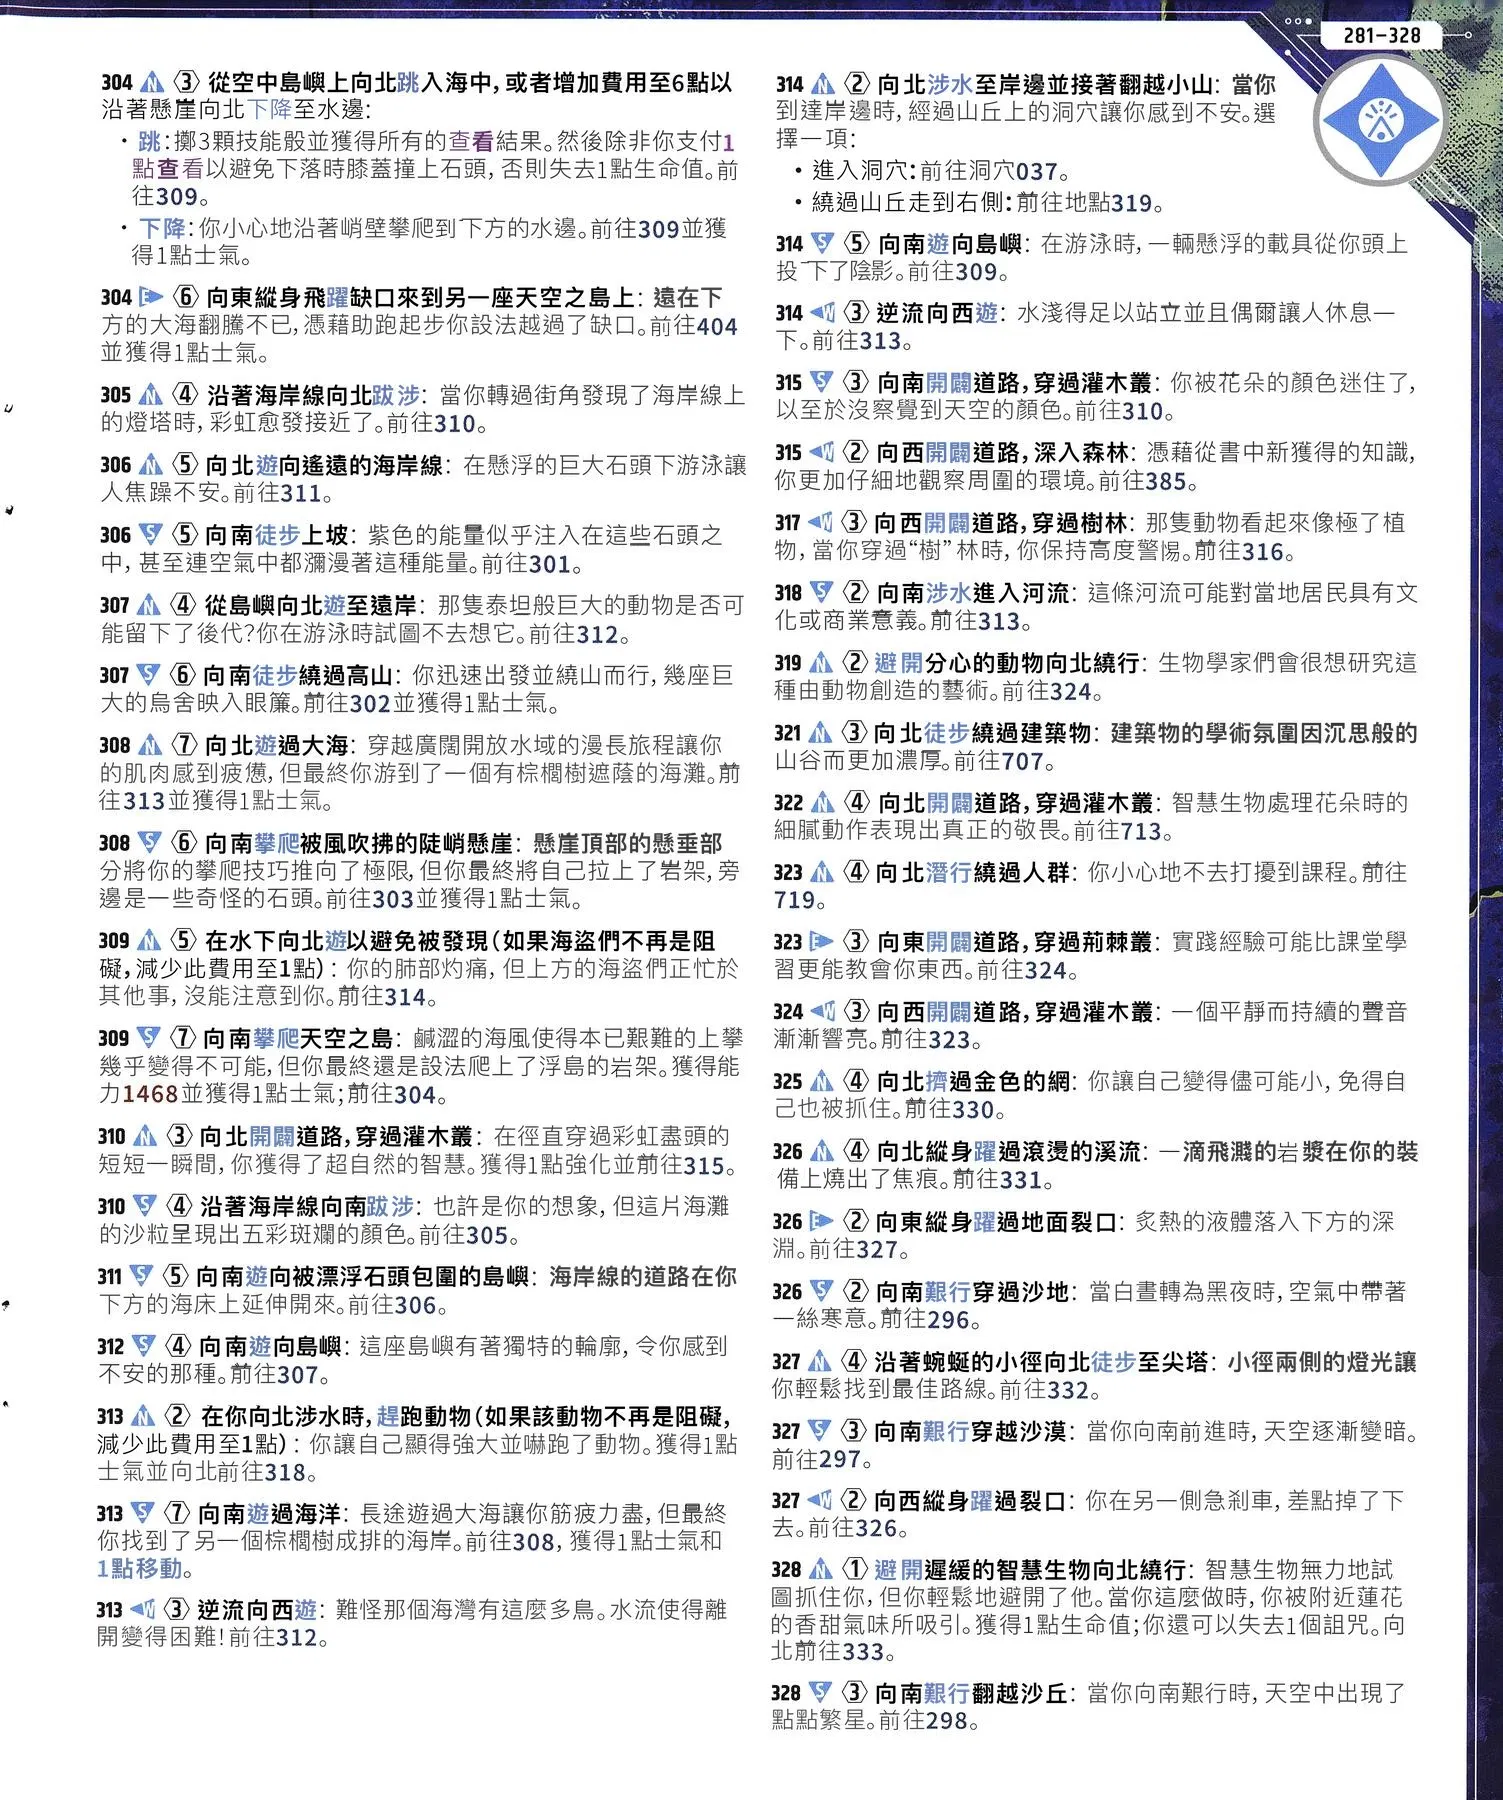 281–328
304 N 3 從空中島嶼上向北跳入海中,或者增加費用至6點以
沿著懸崖向北下降至水邊:
・跳:擲3顆技能骰並獲得所有的查看結果。然後除非你支付1
點查看以避免下落時膝蓋撞上石頭,否則失去1點生命值。前
往309。
・下降:你小心地沿著峭壁攀爬到下方的水邊。前往309並獲
得1點士氣。
304 E 6 向東縱身飛躍缺口來到另一座天空之島上: 遠在下
方的大海翻騰不已,憑藉助跑起步你設法越過了缺口。前往404
並獲得1點士氣。
305 N 4 沿著海岸線向北跋涉: 當你轉過街角發現了海岸線上
的燈塔時,彩虹愈發接近了。前往310。
306 N 5 向北遊向遙遠的海岸線: 在懸浮的巨大石頭下游泳讓
人焦躁不安。前往311。
306 S 5 向南徒步上坡: 紫色的能量似乎注入在這些石頭之
中,甚至連空氣中都瀰漫著這種能量。前往301。
307 N 4 從島嶼向北遊至遠岸: 那隻泰坦般巨大的動物是否可
能留下了後代?你在游泳時試圖不去想它。前往312。
307 S 6 向南徒步繞過高山: 你迅速出發並繞山而行,幾座巨
大的鳥舍映入眼簾。前往302並獲得1點士氣。
308 N 7 向北遊過大海: 穿越廣闊開放水域的漫長旅程讓你
的肌肉感到疲憊,但最終你游到了一個有棕櫚樹遮蔭的海灘。前
往313並獲得1點士氣。
308 S 6 向南攀爬被風吹拂的陡峭懸崖: 懸崖頂部的懸垂部
分將你的攀爬技巧推向了極限,但你最終將自己拉上了岩架,旁
邊是一些奇怪的石頭。前往303並獲得1點士氣。
309 N 5 在水下向北遊以避免被發現(如果海盜們不再是阻
礙,減少此費用至1點): 你的肺部灼痛,但上方的海盜們正忙於
其他事,沒能注意到你。前往314。
309 S 7 向南攀爬天空之島: 鹹澀的海風使得本已艱難的上攀
幾乎變得不可能,但你最終還是設法爬上了浮島的岩架。獲得能
力1468並獲得1點士氣;前往304。
310 N 3 向北開闢道路,穿過灌木叢: 在徑直穿過彩虹盡頭的
短短一瞬間,你獲得了超自然的智慧。獲得1點強化並前往315。
310 S 4 沿著海岸線向南跋涉: 也許是你的想象,但這片海灘
的沙粒呈現出五彩斑斕的顏色。前往305。
311 S 5 向南遊向被漂浮石頭包圍的島嶼: 海岸線的道路在你
下方的海床上延伸開來。前往306。
312 S 4 向南遊向島嶼: 這座島嶼有著獨特的輪廓,令你感到
不安的那種。前往307。
313 N 2 在你向北涉水時,趕跑動物(如果該動物不再是阻礙,
減少此費用至1點): 你讓自己顯得強大並嚇跑了動物。獲得1點
士氣並向北前往318。
313 S 7 向南遊過海洋: 長途遊過大海讓你筋疲力盡,但最終
你找到了另一個棕櫚樹成排的海岸。前往308,獲得1點士氣和
1點移動。
313 W 3 逆流向西遊: 難怪那個海灣有這麼多鳥。水流使得離
開變得困難!前往312。
314 N 2 向北涉水至岸邊並接著翻越小山: 當你
到達岸邊時,經過山丘上的洞穴讓你感到不安。選
擇一項:
・進入洞穴:前往洞穴037。
・繞過山丘走到右側:前往地點319。
314 S 5 向南遊向島嶼: 在游泳時,一輛懸浮的載具從你頭上
投下了陰影。前往309。
314 W 3 逆流向西遊: 水淺得足以站立並且偶爾讓人休息一
下。前往313。
315 S 3 向南開闢道路,穿過灌木叢: 你被花朵的顏色迷住了,
以至於沒察覺到天空的顏色。前往310。
315 W 2 向西開闢道路,深入森林: 憑藉從書中新獲得的知識,
你更加仔細地觀察周圍的環境。前往385。
317 W 3 向西開闢道路,穿過樹林: 那隻動物看起來像極了植
物,當你穿過“樹”林時,你保持高度警惕。前往316。
318 S 2 向南涉水進入河流: 這條河流可能對當地居民具有文
化或商業意義。前往313。
319 N 2 避開分心的動物向北繞行: 生物學家們會很想研究這
種由動物創造的藝術。前往324。
321 N 3 向北徒步繞過建築物: 建築物的學術氛圍因沉思般的
山谷而更加濃厚。前往707。
322 N 4 向北開闢道路,穿過灌木叢: 智慧生物處理花朵時的
細膩動作表現出真正的敬畏。前往713。
323 N 4 向北潛行繞過人群: 你小心地不去打擾到課程。前往
719。
323 E 3 向東開闢道路,穿過荊棘叢: 實踐經驗可能比課堂學
習更能教會你東西。前往324。
324 W 3 向西開闢道路,穿過灌木叢: 一個平靜而持續的聲音
漸漸響亮。前往323。
325 N 4 向北擠過金色的網: 你讓自己變得儘可能小,免得自
己也被抓住。前往330。
326 N 4 向北縱身躍過滾燙的溪流: 一滴飛濺的岩漿在你的裝
備上燒出了焦痕。前往331。
326 E 2 向東縱身躍過地面裂口: 炙熱的液體落入下方的深
淵。前往327。
326 S 2 向南艱行穿過沙地: 當白晝轉為黑夜時,空氣中帶著
一絲寒意。前往296。
327 N 4 沿著蜿蜒的小徑向北徒步至尖塔: 小徑兩側的燈光讓
你輕鬆找到最佳路線。前往332。
327 S 3 向南艱行穿越沙漠: 當你向南前進時,天空逐漸變暗。
前往297。
327 W 2 向西縱身躍過裂口: 你在另一側急剎車,差點掉了下
去。前往326。
328 N 1 避開遲緩的智慧生物向北繞行: 智慧生物無力地試
圖抓住你,但你輕鬆地避開了他。當你這麼做時,你被附近蓮花
的香甜氣味所吸引。獲得1點生命值;你還可以失去1個詛咒。向
北前往333。
328 S 3 向南艱行翻越沙丘: 當你向南艱行時,天空中出現了
點點繁星。前往298。